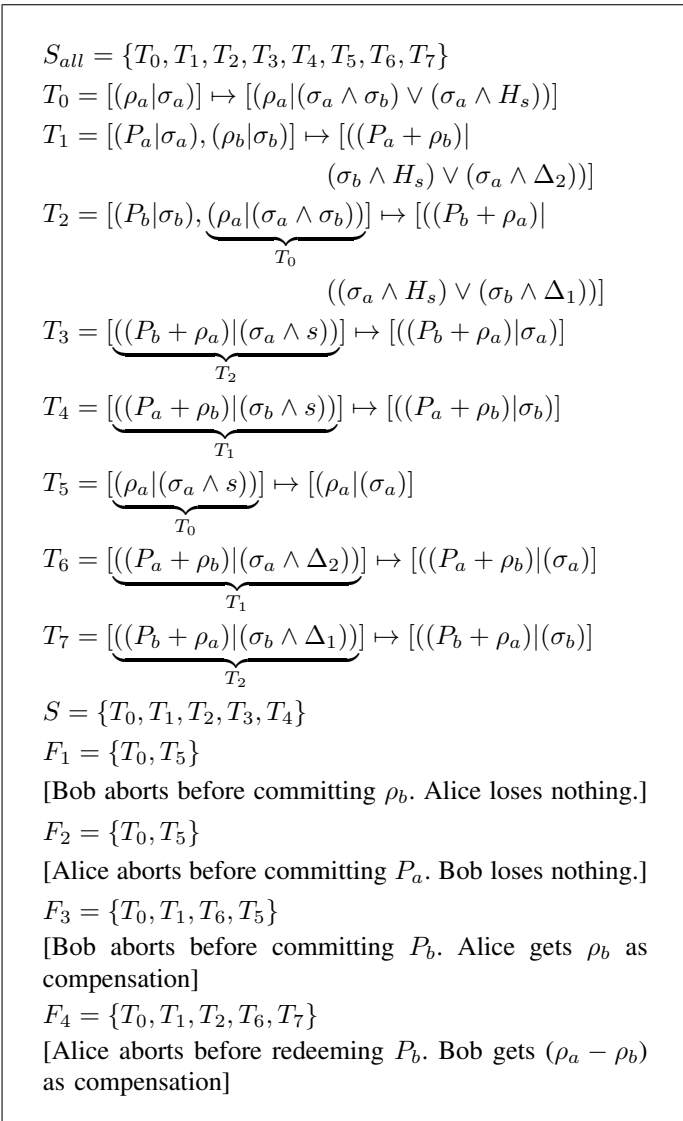 S_{all} = {T_0, T_1, T_2, T_3, T_4, T_5, T_6, T_7}
T_0 = [(ρ_a|σ_a)] ↦ [(ρ_a|(σ_a ∧ σ_b) ∨ (σ_a ∧ H_s))]
T_1 = [(P_a|σ_a), (ρ_b|σ_b)] ↦ [((P_a + ρ_b)|
(σ_b ∧ H_s) ∨ (σ_a ∧ Δ_2))]
T_2 = [(P_b|σ_b), (ρ_a|(σ_a ∧ σ_b))] ↦ [((P_b + ρ_a)|
T_0
((σ_a ∧ H_s) ∨ (σ_b ∧ Δ_1))]
T_3 = [((P_b + ρ_a)|(σ_a ∧ s))] ↦ [((P_b + ρ_a)|σ_a)]
T_2
T_4 = [((P_a + ρ_b)|(σ_b ∧ s))] ↦ [((P_a + ρ_b)|σ_b)]
T_1
T_5 = [(ρ_a|(σ_a ∧ s))] ↦ [(ρ_a|(σ_a)]
T_0
T_6 = [((P_a + ρ_b)|(σ_a ∧ Δ_2))] ↦ [((P_a + ρ_b)|(σ_a)]
T_1
T_7 = [((P_b + ρ_a)|(σ_b ∧ Δ_1))] ↦ [((P_b + ρ_a)|(σ_b)]
T_2
S = {T_0, T_1, T_2, T_3, T_4}
F_1 = {T_0, T_5}
[Bob aborts before committing ρ_b. Alice loses nothing.]
F_2 = {T_0, T_5}
[Alice aborts before committing P_a. Bob loses nothing.]
F_3 = {T_0, T_1, T_6, T_5}
[Bob aborts before committing P_b. Alice gets ρ_b as
compensation]
F_4 = {T_0, T_1, T_2, T_6, T_7}
[Alice aborts before redeeming P_b. Bob gets (ρ_a − ρ_b)
as compensation]